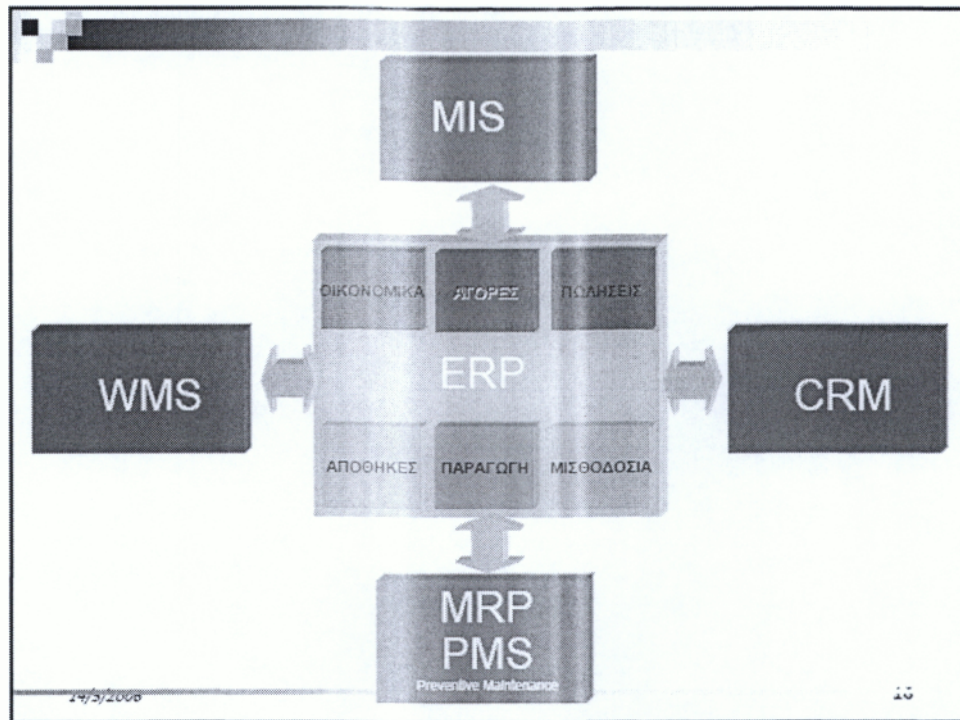 MIS
ΟΙΚΟΝΟΜΙΚΑ ΑΓΟΡΕΣ ΠΩΛΗΣΕΙΣ
WMS ERP CRM
ΑΠΟΘΗΚΕΣ ΠΑΡΑΓΩΓΗ ΜΙΣΘΟΔΟΣΙΑ
MRP
PMS
Preventive Maintenance